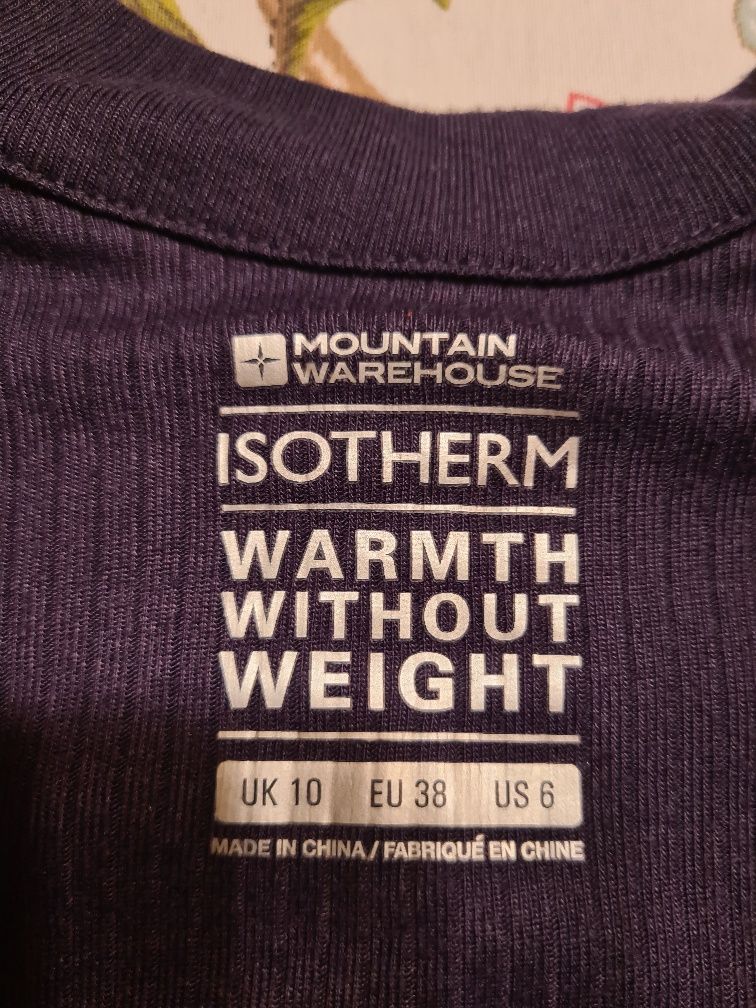 MOUNTAIN
WAREHOUSE
ISOTHERM
WARMTH
WITHOUT
WEIGHT
UK 10 EU 38 US 6
MADE IN CHINA / FABRIQUÉ EN CHINE